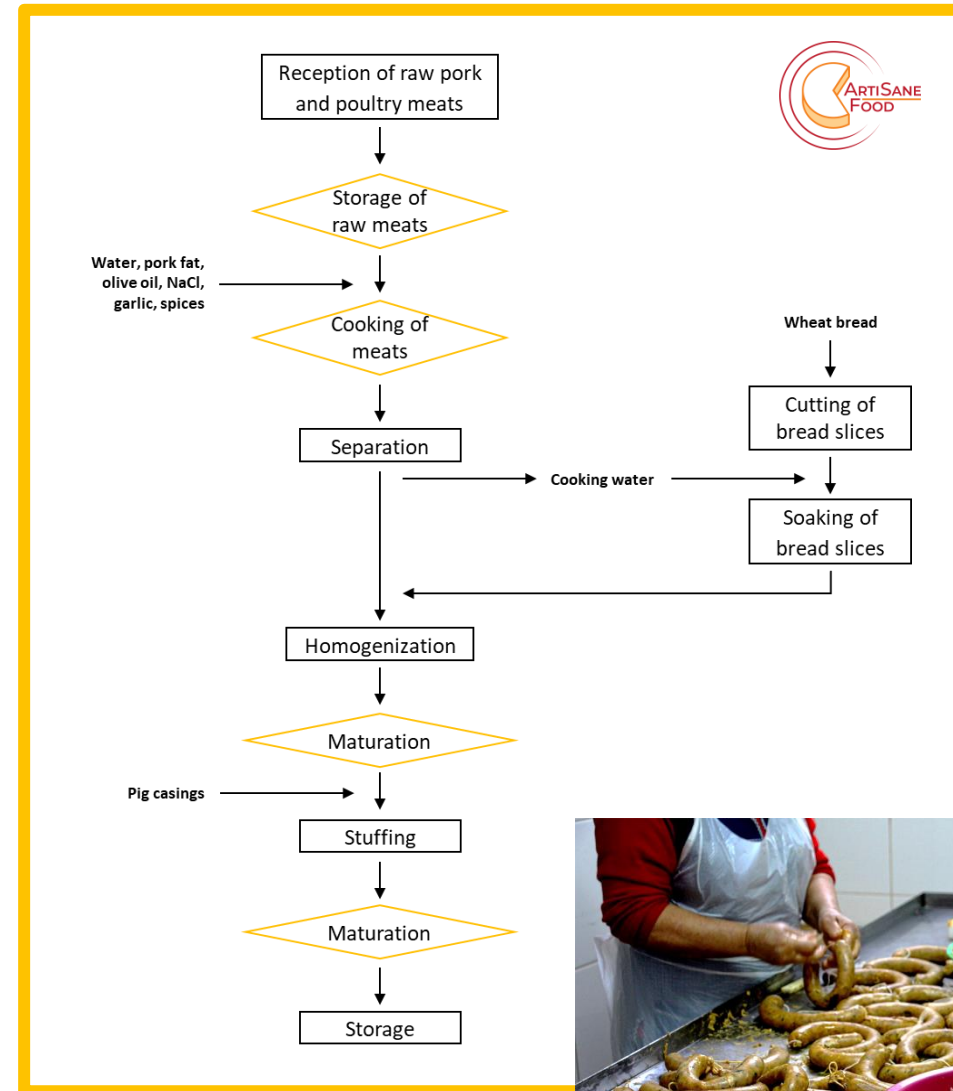 Reception of raw pork
and poultry meats
ARTISANE
FOOD
Storage of
raw meats
Water, pork fat,
olive oil, NaCl,
garlic, spices
Cooking of
meats
Wheat bread
Cutting of
bread slices
Separation
Cooking water
Soaking of
bread slices
Homogenization
Maturation
Pig casings
Stuffing
Maturation
Storage